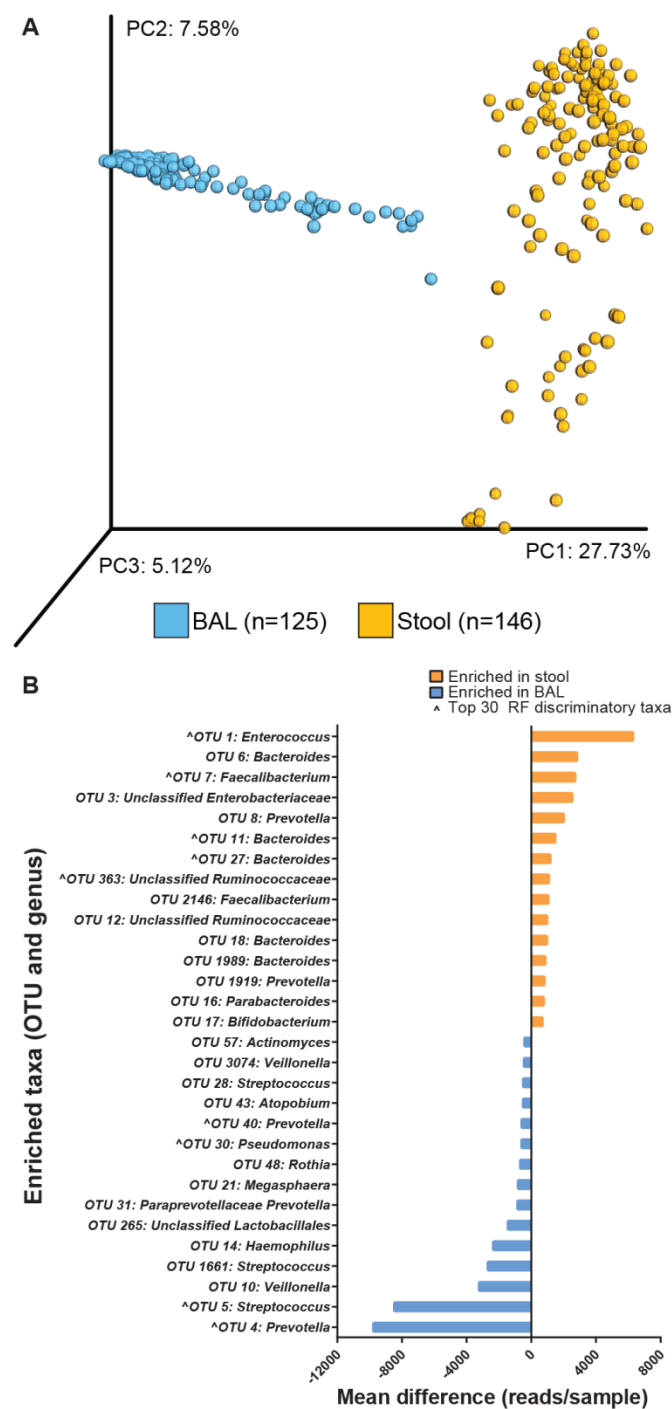 A
PC2: 7.58%
PC3: 5.12%
PC1: 27.73%
BAL (n=125)
Stool (n=146)
B
Enriched in stool
Enriched in BAL
^ Top 30 RF discriminatory taxa
Enriched taxa (OTU and genus)
^OTU 1: Enterococcus
OTU 6: Bacteroides
^OTU 7: Faecalibacterium
OTU 3: Unclassified Enterobacteriaceae
OTU 8: Prevotella
^OTU 11: Bacteroides
^OTU 27: Bacteroides
^OTU 363: Unclassified Ruminococcaceae
OTU 2146: Faecalibacterium
OTU 12: Unclassified Ruminococcaceae
OTU 18: Bacteroides
OTU 1989: Bacteroides
OTU 1919: Prevotella
OTU 16: Parabacteroides
OTU 17: Bifidobacterium
OTU 57: Actinomyces
OTU 3074: Veillonella
OTU 28: Streptococcus
OTU 43: Atopobium
^OTU 40: Prevotella
^OTU 30: Pseudomonas
OTU 48: Rothia
OTU 21: Megasphaera
OTU 31: Paraprevotellaceae Prevotella
OTU 265: Unclassified Lactobacillales
OTU 14: Haemophilus
OTU 1661: Streptococcus
OTU 10: Veillonella
^OTU 5: Streptococcus
^OTU 4: Prevotella
-12000 -8000 -4000 0 4000 8000
Mean difference (reads/sample)